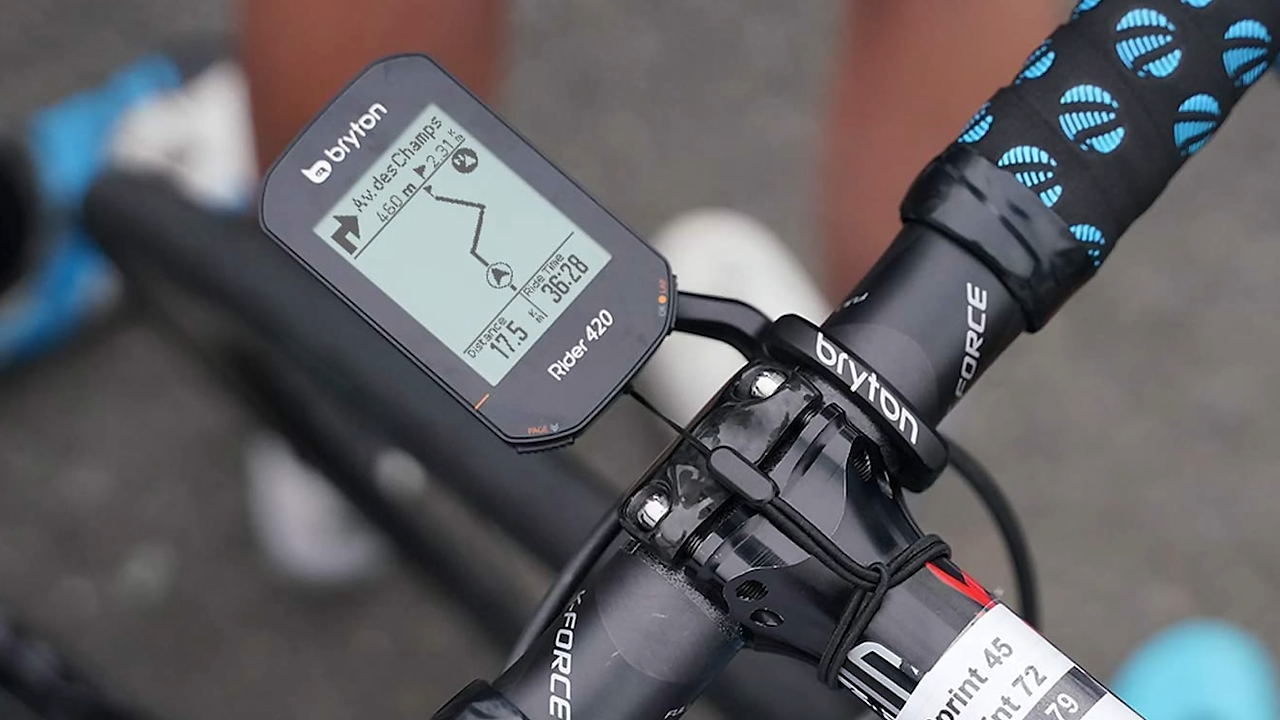 bryton
Av. des Champs
460 m 2.31 Km
Distance
17.5 Km
Ride Time
36:28
Rider 420
PAGE
bryton
FORCE
X-FORCE
print 45
nt 72
79